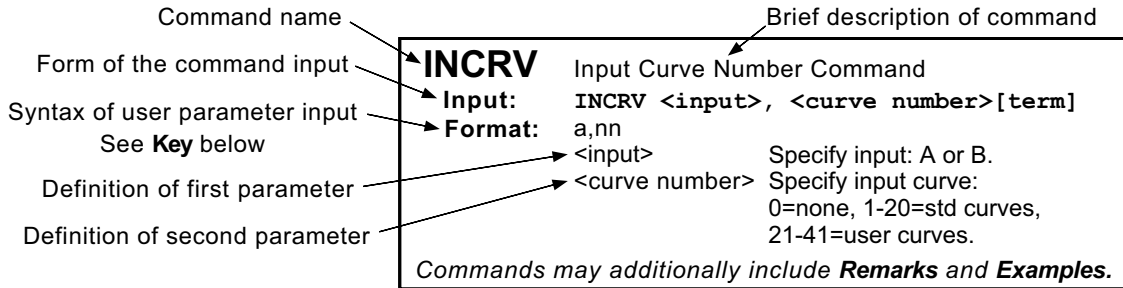 Command name
Brief description of command
Form of the command input
INCRV Input Curve Number Command
Syntax of user parameter input
See Key below
Input: INCRV <input>, <curve number>[term]
Format: a,nn
Definition of first parameter
<input> Specify input: A or B.
Definition of second parameter
<curve number> Specify input curve:
0=none, 1-20=std curves,
21-41=user curves.
Commands may additionally include Remarks and Examples.